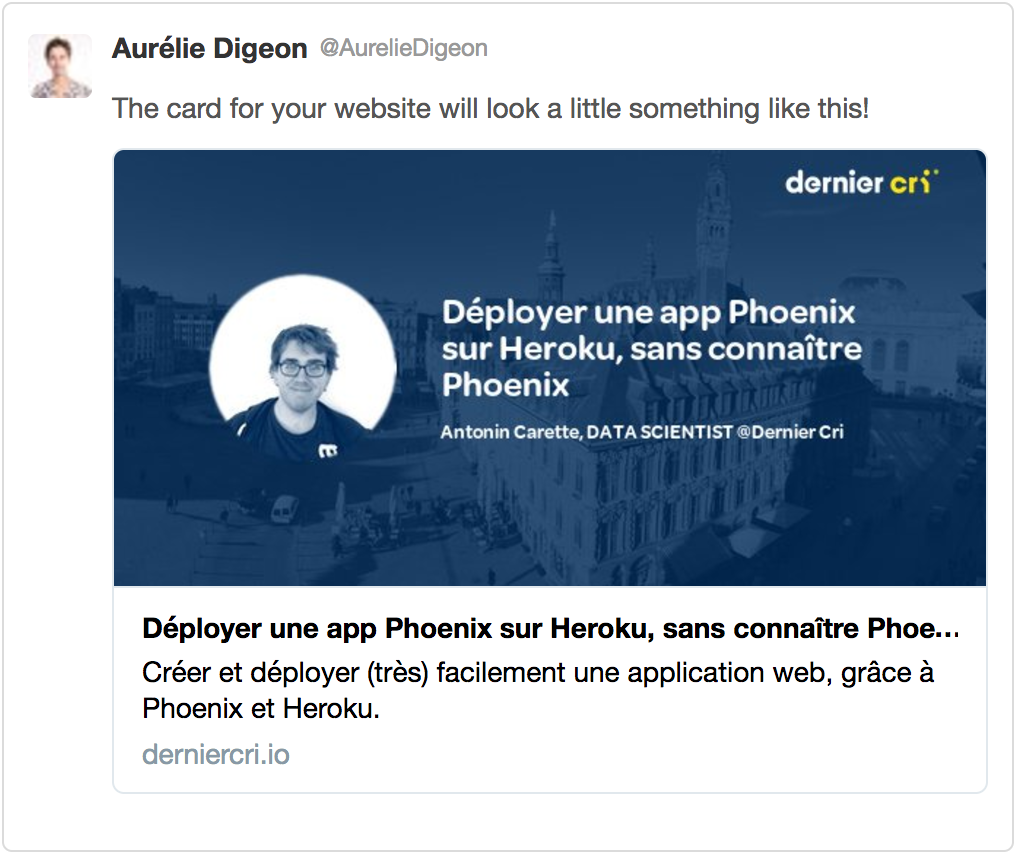 Aurélie Digeon @AurelieDigeon
The card for your website will look a little something like this!
dernier cri
Déployer une app Phoenix
sur Heroku, sans connaître
Phoenix
Antonin Carette, DATA SCIENTIST @Dernier Cri
Déployer une app Phoenix sur Heroku, sans connaître Phoe...
Créer et déployer (très) facilement une application web, grâce à
Phoenix et Heroku.
derniercri.io